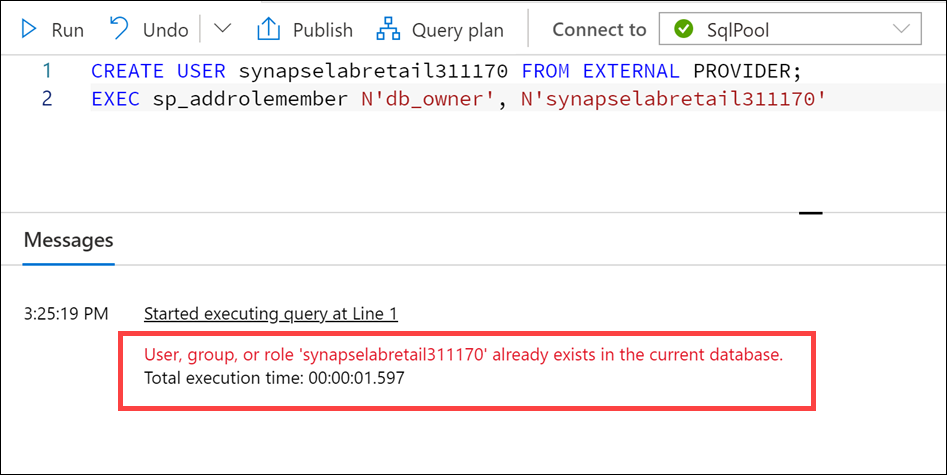 Run Undo Publish Query plan Connect to SqlPool
1 CREATE USER synapselabretail311170 FROM EXTERNAL PROVIDER;
2 EXEC sp_addrolemember N'db_owner', N'synapselabretail311170'
Messages
3:25:19 PM Started executing query at Line 1
User, group, or role 'synapselabretail311170' already exists in the current database.
Total execution time: 00:00:01.597